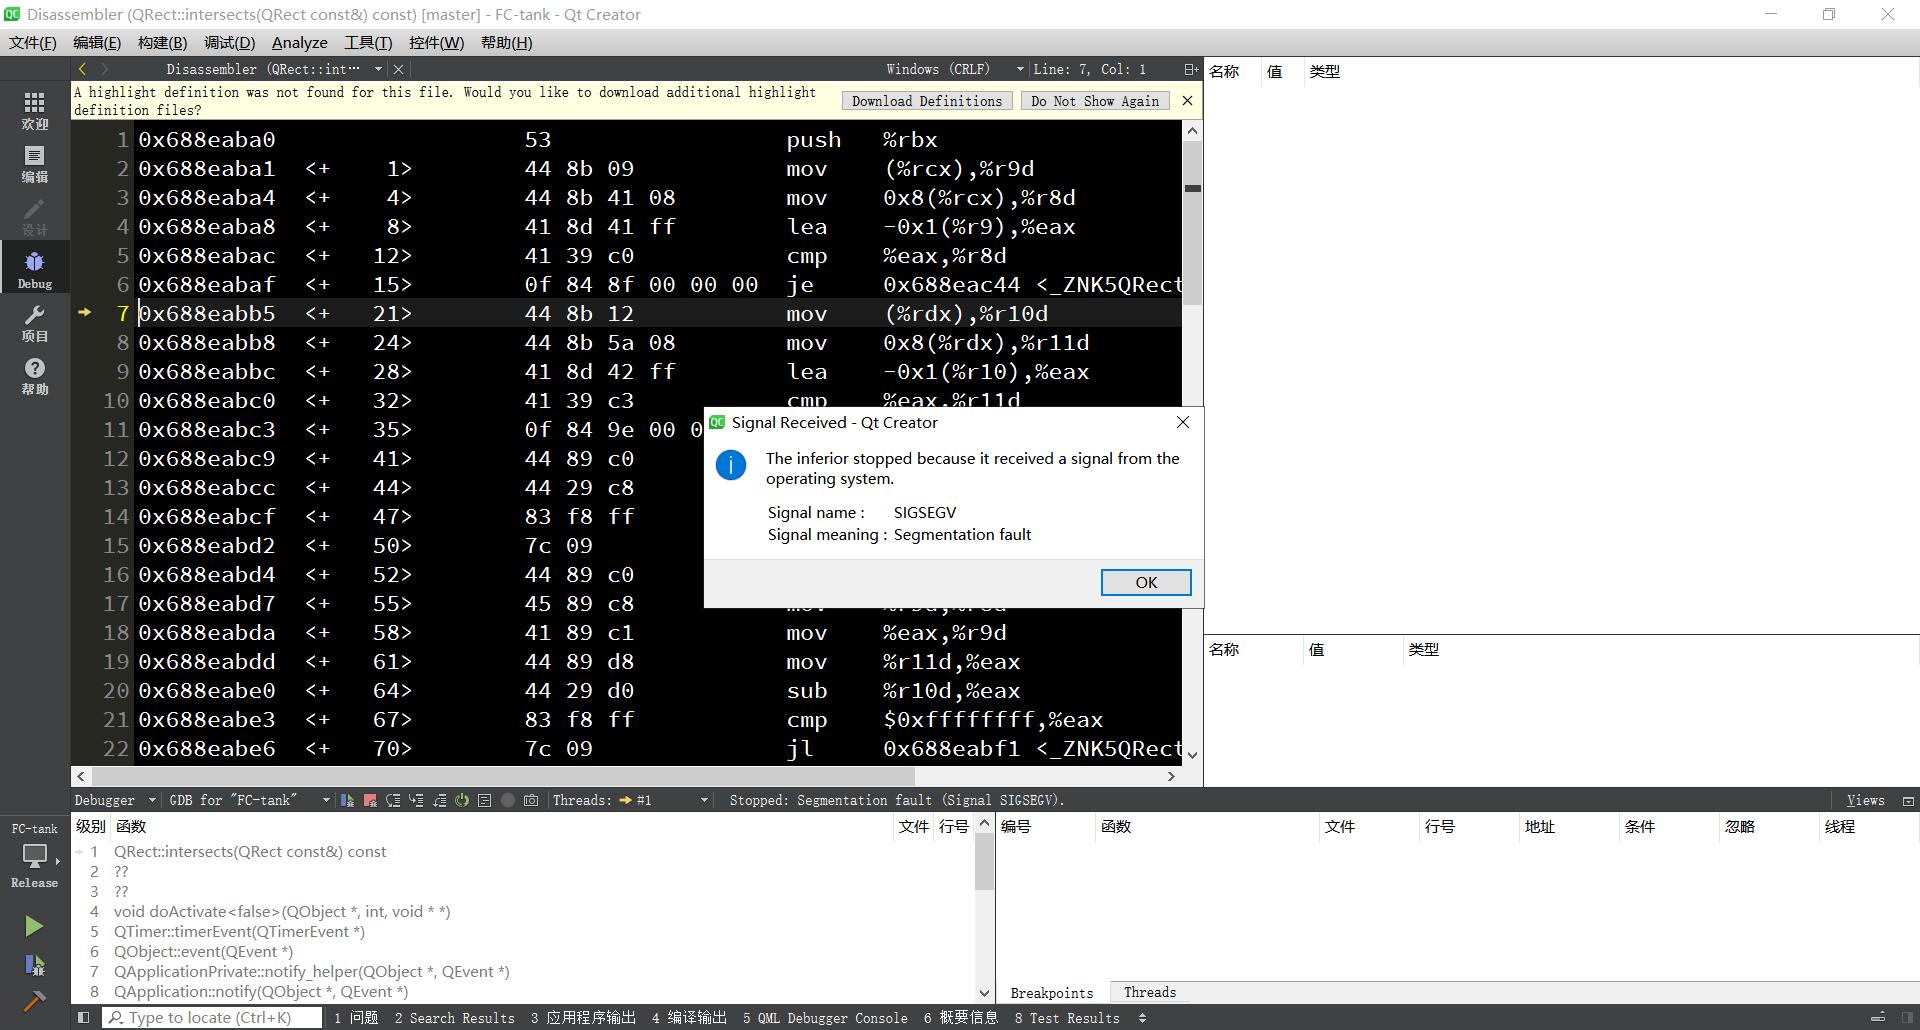 Disassembler (QRect::intersects(QRect const&) const) [master] - FC-tank - Qt Creator
文件(F) 编辑(E) 构建(B) 调试(D) Analyze 工具(T) 控件(W) 帮助(H)
Disassembler (QRect::int… Windows (CRLF) Line: 7, Col: 1
A highlight definition was not found for this file. Would you like to download additional highlight
definition files?
Download Definitions Do Not Show Again
欢迎
编辑
设计
Debug
项目
帮助
1 0x688eaba0 53 push %rbx
2 0x688eaba1 <+ 1> 44 8b 09 mov (%rcx),%r9d
3 0x688eaba4 <+ 4> 44 8b 41 08 mov 0x8(%rcx),%r8d
4 0x688eaba8 <+ 8> 41 8d 41 ff lea -0x1(%r9),%eax
5 0x688eabac <+ 12> 41 39 c0 cmp %eax,%r8d
6 0x688eabaf <+ 15> 0f 84 8f 00 00 00 je 0x688eac44 <_ZNK5QRect
7 0x688eabb5 <+ 21> 44 8b 12 mov (%rdx),%r10d
8 0x688eabb8 <+ 24> 44 8b 5a 08 mov 0x8(%rdx),%r11d
9 0x688eabbc <+ 28> 41 8d 42 ff lea -0x1(%r10),%eax
10 0x688eabc0 <+ 32> 41 39 c3 cmp %eax,%r11d
11 0x688eabc3 <+ 35> 0f 84 9e 00 0
12 0x688eabc9 <+ 41> 44 89 c0
13 0x688eabcc <+ 44> 44 29 c8
14 0x688eabcf <+ 47> 83 f8 ff
15 0x688eabd2 <+ 50> 7c 09
16 0x688eabd4 <+ 52> 44 89 c0
17 0x688eabd7 <+ 55> 45 89 c8
18 0x688eabda <+ 58> 41 89 c1 mov %eax,%r9d
19 0x688eabdd <+ 61> 44 89 d8 mov %r11d,%eax
20 0x688eabe0 <+ 64> 44 29 d0 sub %r10d,%eax
21 0x688eabe3 <+ 67> 83 f8 ff cmp $0xffffffff,%eax
22 0x688eabe6 <+ 70> 7c 09 jl 0x688eabf1 <_ZNK5QRect
Signal Received - Qt Creator
The inferior stopped because it received a signal from the
operating system.
Signal name : SIGSEGV
Signal meaning : Segmentation fault
OK
名称 值 类型
名称 值 类型
Debugger GDB for "FC-tank" Threads: #1 Stopped: Segmentation fault (Signal SIGSEGV). Views
级别 函数 文件 行号
1 QRect::intersects(QRect const&) const
2 ??
3 ??
4 void doActivate<false>(QObject *, int, void * *)
5 QTimer::timerEvent(QTimerEvent *)
6 QObject::event(QEvent *)
7 QApplicationPrivate::notify_helper(QObject *, QEvent *)
8 QApplication::notify(QObject *, QEvent *)
编号 函数 文件 行号 地址 条件 忽略 线程
Breakpoints Threads
FC-tank
Release
Type to locate (Ctrl+K) 1 问题 2 Search Results 3 应用程序输出 4 编译输出 5 QML Debugger Console 6 概要信息 8 Test Results